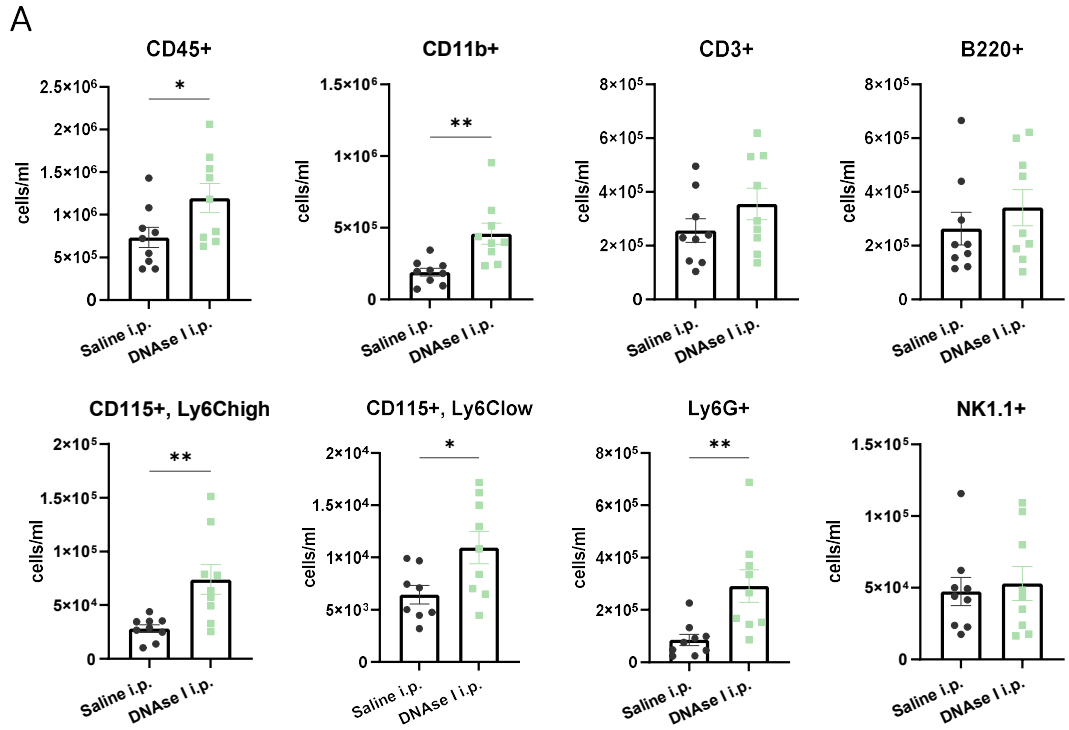 A
CD45+
CD11b+
CD3+
B220+
2.5×10⁶
2×10⁶
1.5×10⁶
1×10⁶
5×10⁵
0
cells/ml
*
Saline i.p.
DNAse I i.p.
1.5×10⁶
1×10⁶
5×10⁵
0
cells/ml
**
Saline i.p.
DNAse I i.p.
8×10⁵
6×10⁵
4×10⁵
2×10⁵
0
cells/ml
Saline i.p.
DNAse I i.p.
8×10⁵
6×10⁵
4×10⁵
2×10⁵
0
cells/ml
Saline i.p.
DNAse I i.p.
CD115+, Ly6Chigh
CD115+, Ly6Clow
Ly6G+
NK1.1+
2×10⁵
1.5×10⁵
1×10⁵
5×10⁴
0
cells/ml
**
Saline i.p.
DNAse I i.p.
2×10⁴
1.5×10⁴
1×10⁴
5×10³
0
cells/ml
*
Saline i.p.
DNAse I i.p.
8×10⁵
6×10⁵
4×10⁵
2×10⁵
0
cells/ml
**
Saline i.p.
DNAse I i.p.
1.5×10⁵
1×10⁵
5×10⁴
0
cells/ml
Saline i.p.
DNAse I i.p.